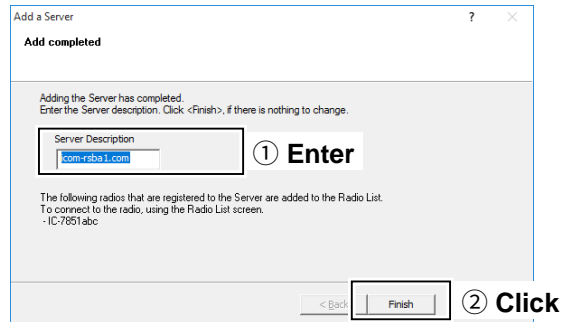 Add a Server ?
Add completed
Adding the Server has completed.
Enter the Server description. Click <Finish>, if there is nothing to change.
Server Description
icom-rsba1.com
① Enter
The following radios that are registered to the Server are added to the Radio List.
To connect to the radio, using the Radio List screen.
- IC-7851abc
< Back Finish ② Click